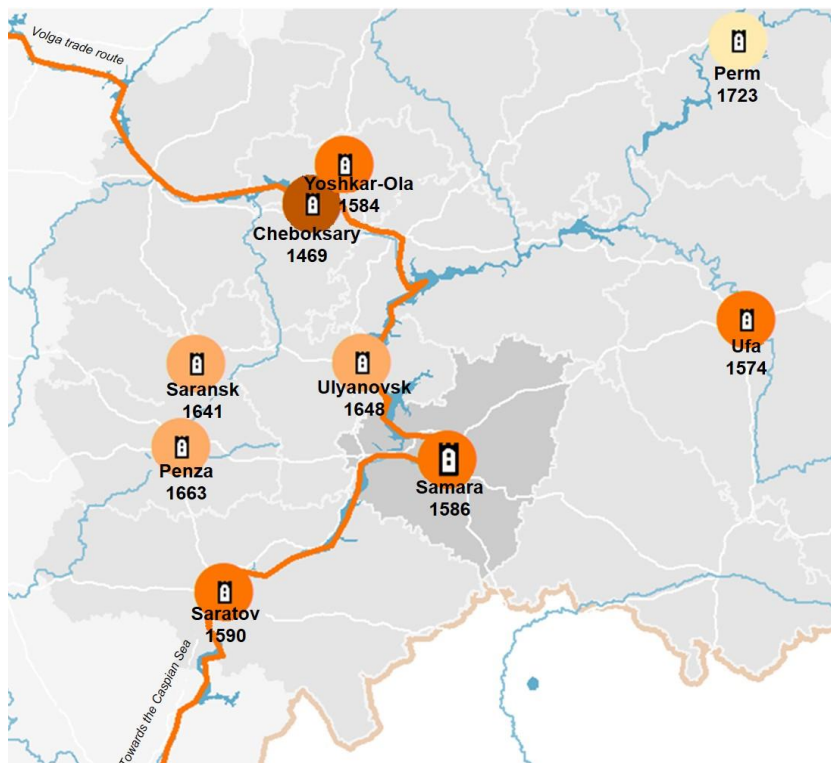 Volga trade route
Perm
1723
Yoshkar-Ola
1584
Cheboksary
1469
Ufa
1574
Saransk
1641
Ulyanovsk
1648
Penza
1663
Samara
1586
Saratov
1590
Towards the Caspian Sea